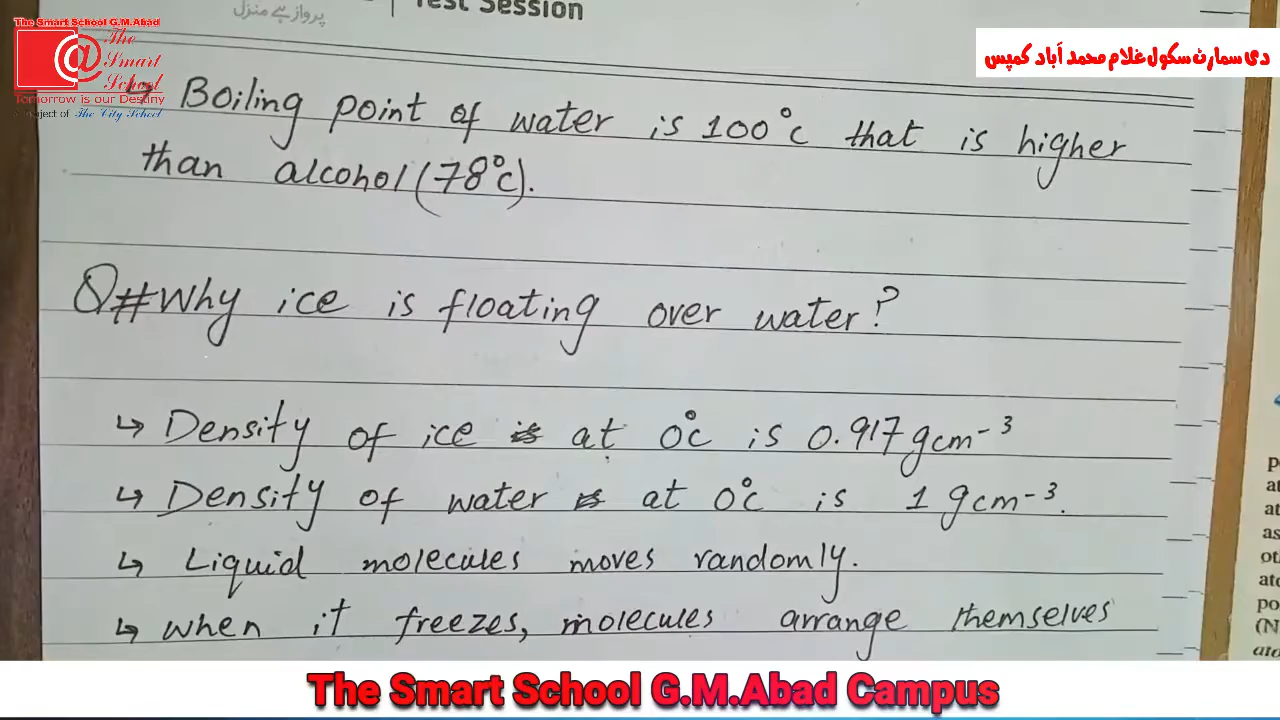 Test Session
پرواز ہے منزل
The Smart School G.M.Abad
The
Smart
School
Tomorrow is our Destiny
A Project of The City School
دی سمارٹ سکول غلام محمد آباد کمپس
↳ Boiling point of water is 100°c that is higher
than alcohol (78°c).
Q# Why ice is floating over water?
↳ Density of ice at 0°c is 0.917 gcm-³
↳ Density of water at 0°c is 1 gcm-³.
↳ Liquid molecules moves randomly.
↳ when it freezes, molecules arrange themselves
The Smart School G.M.Abad Campus